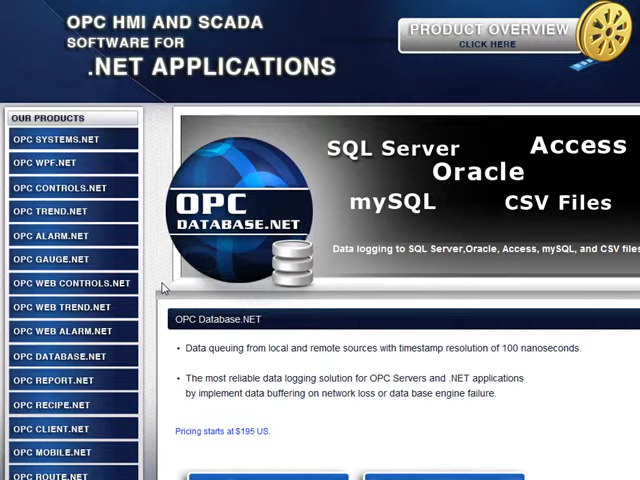 OPC HMI AND SCADA
SOFTWARE FOR
.NET APPLICATIONS
PRODUCT OVERVIEW
CLICK HERE
OUR PRODUCTS
OPC SYSTEMS.NET
OPC WPF.NET
OPC CONTROLS.NET
OPC TREND.NET
OPC ALARM.NET
OPC GAUGE.NET
OPC WEB CONTROLS.NET
OPC WEB TREND.NET
OPC WEB ALARM.NET
OPC DATABASE.NET
OPC REPORT.NET
OPC RECIPE.NET
OPC CLIENT.NET
OPC MOBILE.NET
OPC ROUTE.NET
OPC
DATABASE.NET
SQL Server
Access
Oracle
mySQL
CSV Files
Data logging to SQL Server,Oracle, Access, mySQL, and CSV files
OPC Database.NET
• Data queuing from local and remote sources with timestamp resolution of 100 nanoseconds.
• The most reliable data logging solution for OPC Servers and .NET applications
by implement data buffering on network loss or data base engine failure.
Pricing starts at $195 US.